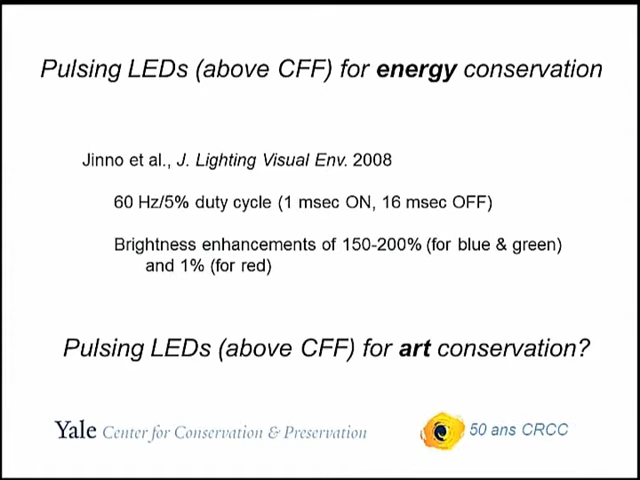 Pulsing LEDs (above CFF) for energy conservation
Jinno et al., J. Lighting Visual Env. 2008
60 Hz/5% duty cycle (1 msec ON, 16 msec OFF)
Brightness enhancements of 150-200% (for blue & green)
and 1% (for red)
Pulsing LEDs (above CFF) for art conservation?
Yale Center for Conservation & Preservation
50 ans CRCC